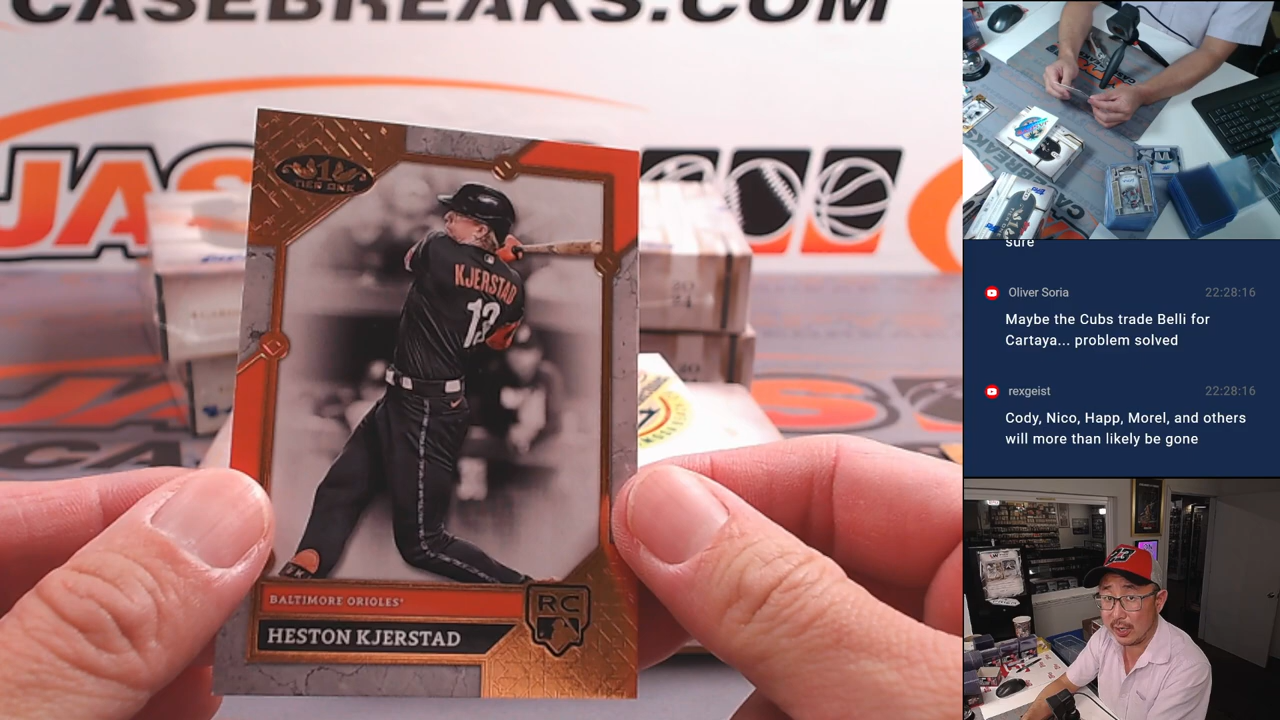 CASEBREAKS.COM
JAS
1
TIER ONE
KJERSTAD
13
BALTIMORE ORIOLES
RC
HESTON KJERSTAD
sure
Oliver Soria 22:28:16
Maybe the Cubs trade Belli for
Cartaya... problem solved
rexgeist 22:28:16
Cody, Nico, Happ, Morel, and others
will more than likely be gone